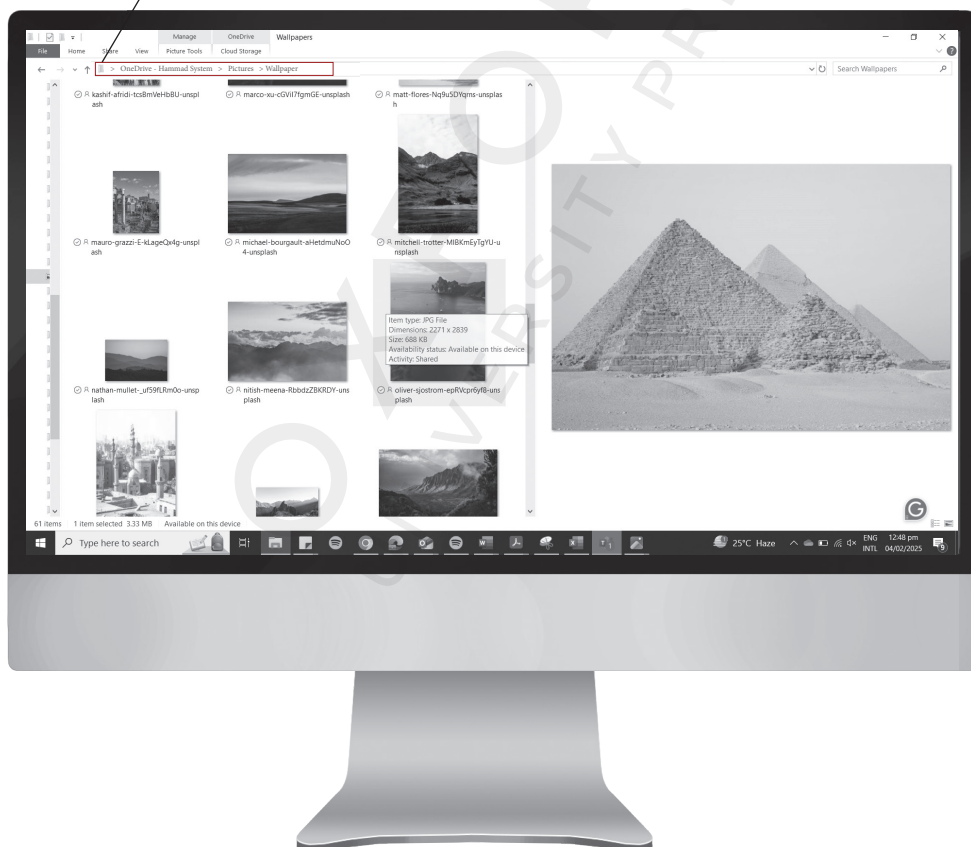 Manage OneDrive Wallpapers
File Home Share View Picture Tools Cloud Storage
> OneDrive - Hammad System > Pictures > Wallpaper
Search Wallpapers
kashif-afridi-tcsBmVeHbBU-unspl
ash
marco-xu-cGViI7fgmGE-unsplash
matt-flores-Nq9u5DYqrns-unsplas
h
mauro-grazzi-E-kLageQx4g-unspl
ash
michael-bourgault-aHetdmuNoO
4-unsplash
mitchell-trotter-MIBKmEyTgYU-u
nsplash
Item type: JPG File
Dimensions: 2271 x 2839
Size: 688 KB
Availability status: Available on this device
Activity: Shared
nathan-mullet-_uf59fLRm0o-unsp
lash
nitish-meena-RbbdzZBKRDY-uns
plash
oliver-sjostrom-epRVcpr6yf8-uns
plash
61 items 1 item selected 3.33 MB Available on this device
Type here to search
25°C Haze
ENG 12:48 pm
INTL 04/02/2025
9